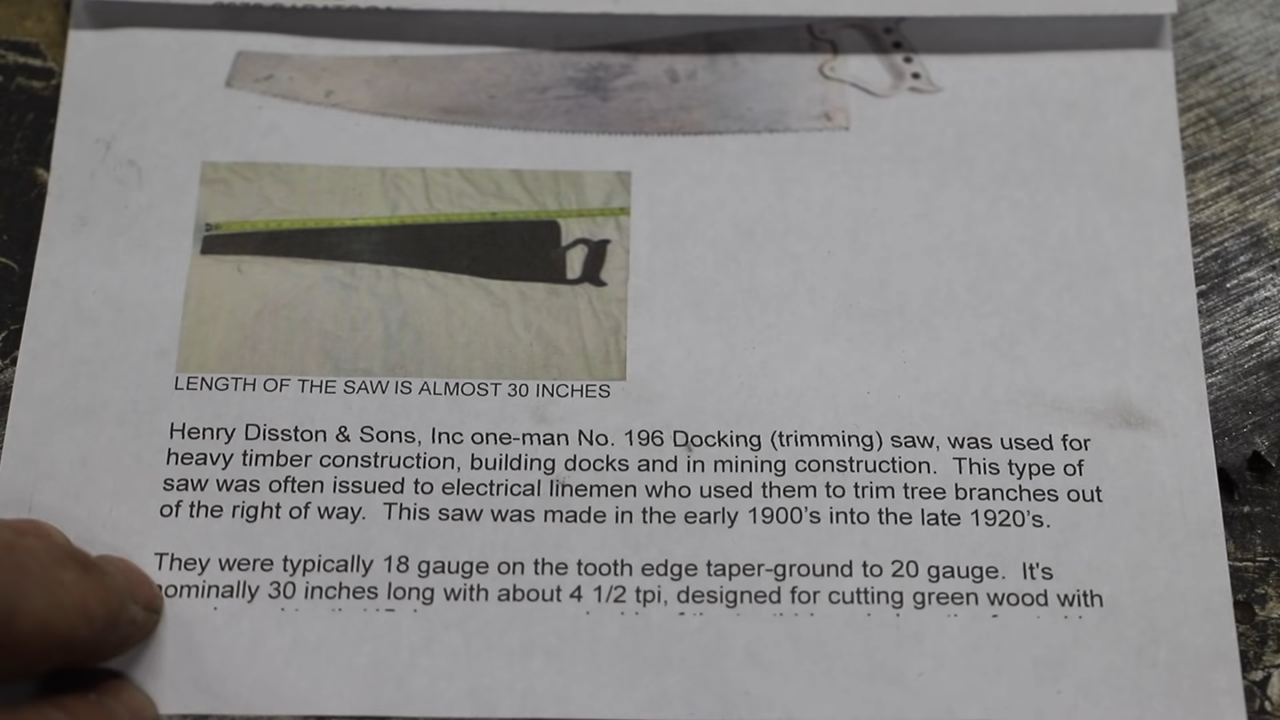 LENGTH OF THE SAW IS ALMOST 30 INCHES
Henry Disston & Sons, Inc one-man No. 196 Docking (trimming) saw, was used for
heavy timber construction, building docks and in mining construction. This type of
saw was often issued to electrical linemen who used them to trim tree branches out
of the right of way. This saw was made in the early 1900's into the late 1920's.
They were typically 18 gauge on the tooth edge taper-ground to 20 gauge. It's
nominally 30 inches long with about 4 1/2 tpi, designed for cutting green wood with